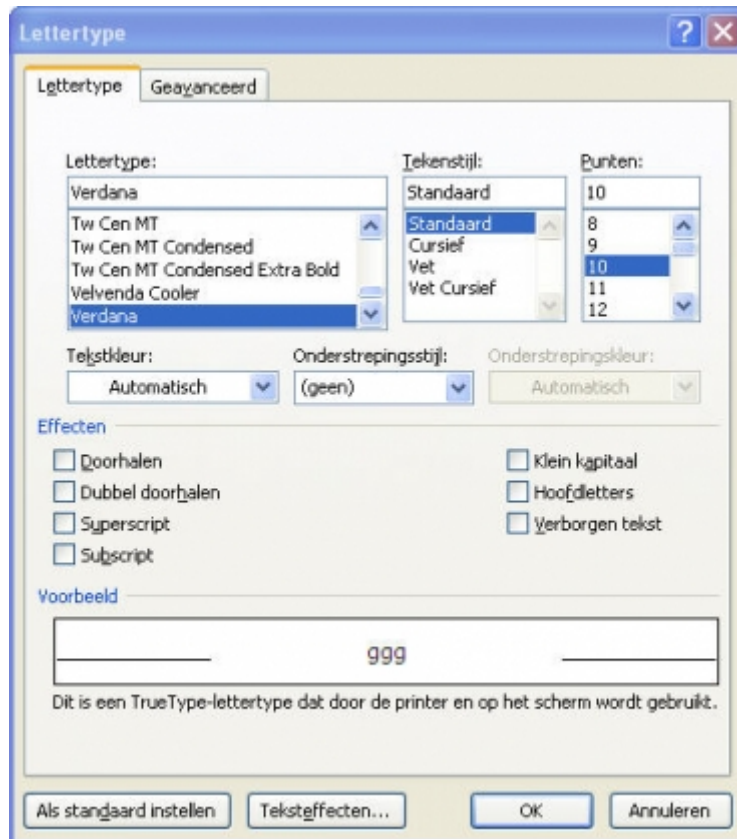 Lettertype
Lettertype Geavanceerd
Lettertype: Tekenstijl: Punten:
Verdana Standaard 10
Tw Cen MT Standaard 8
Tw Cen MT Condensed Cursief 9
Tw Cen MT Condensed Extra Bold Vet 10
Velvenda Cooler Vet Cursief 11
Verdana 12
Tekstkleur: Onderstrepingsstijl: Onderstrepingskleur:
Automatisch (geen) Automatisch
Effecten
Doorhalen Klein kapitaal
Dubbel doorhalen Hoofdletters
Superscript Verborgen tekst
Subscript
Voorbeeld
ggg
Dit is een TrueType-lettertype dat door de printer en op het scherm wordt gebruikt.
Als standaard instellen Teksteffecten... OK Annuleren